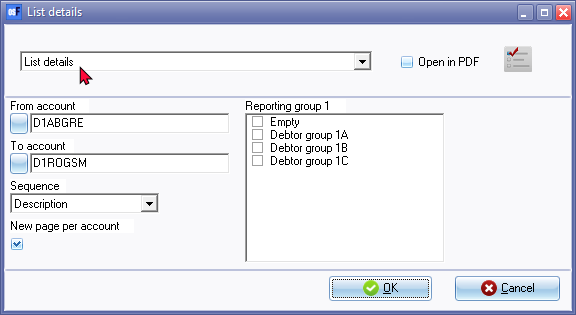 List details
List details
Open in PDF
From account
D1ABGRE
To account
D1ROGSM
Sequence
Description
New page per account
Reporting group 1
Empty
Debtor group 1A
Debtor group 1B
Debtor group 1C
OK
Cancel